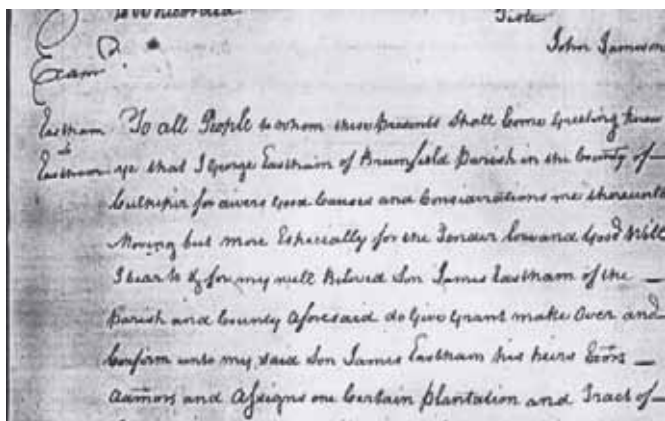 Teste
John Jameson
Exam
Eastham To all People to whom these Presents Shall Come Greeting Know
to
Eastham ye that I George Eastham of Brumfield Parish in the County of
Culpeper for divers good Causes and Considerations me thereunto
Moving but more Especially for the Tender love and Good Will
I bear to & for my well Beloved Son James Eastham of the
Parish and County aforesaid do Give Grant make Over and
Confirm unto my said Son James Eastham his heirs Exors
Admors and Assigns one Certain plantation and Tract of